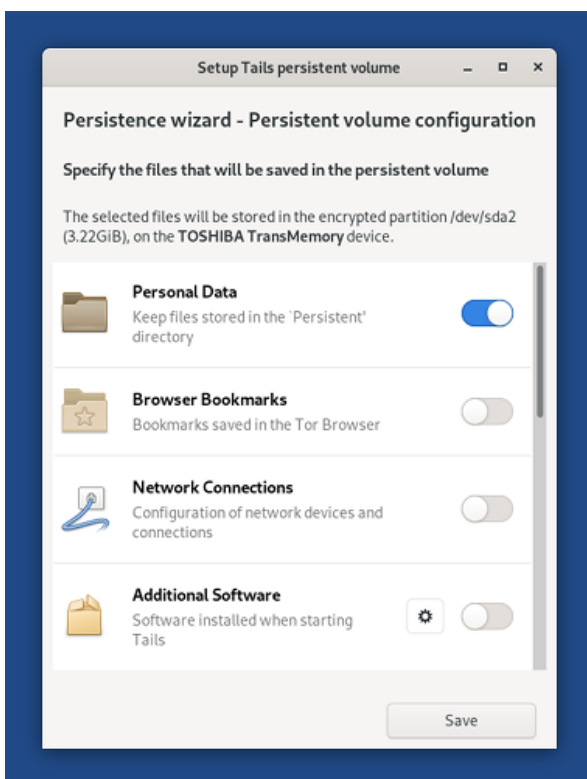 Setup Tails persistent volume
Persistence wizard - Persistent volume configuration
Specify the files that will be saved in the persistent volume
The selected files will be stored in the encrypted partition /dev/sda2
(3.22GiB), on the TOSHIBA TransMemory device.
Personal Data
Keep files stored in the `Persistent'
directory
Browser Bookmarks
Bookmarks saved in the Tor Browser
Network Connections
Configuration of network devices and
connections
Additional Software
Software installed when starting
Tails
Save